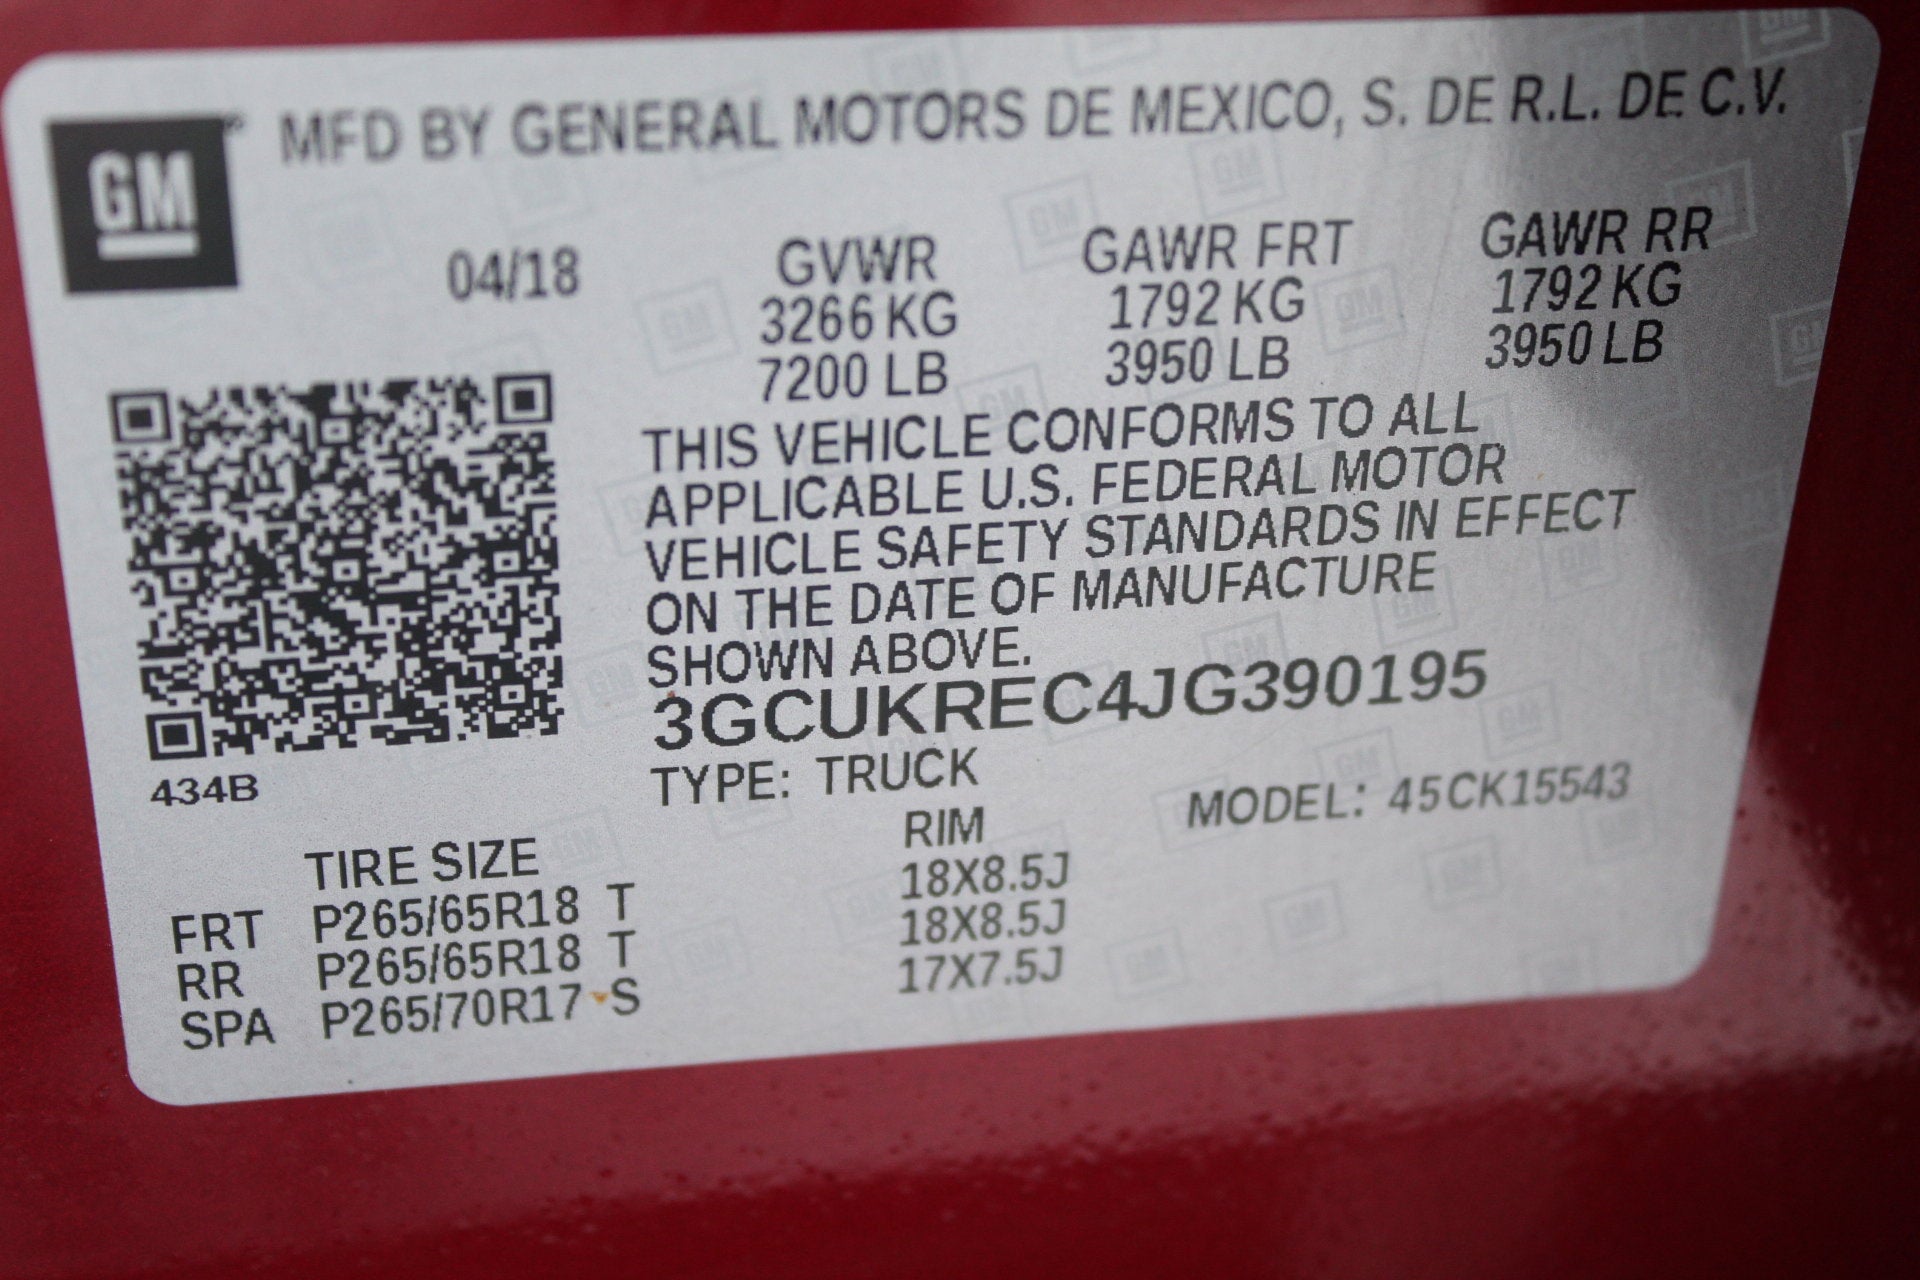 GM MFD BY GENERAL MOTORS DE MEXICO, S. DE R.L. DE C.V.
04/18 GVWR GAWR FRT GAWR RR
3266 KG 1792 KG 1792 KG
7200 LB 3950 LB 3950 LB
THIS VEHICLE CONFORMS TO ALL
APPLICABLE U.S. FEDERAL MOTOR
VEHICLE SAFETY STANDARDS IN EFFECT
ON THE DATE OF MANUFACTURE
SHOWN ABOVE.
3GCUKREC4JG390195
434B TYPE: TRUCK MODEL: 45CK15543
TIRE SIZE RIM
FRT P265/65R18 T 18X8.5J
RR P265/65R18 T 18X8.5J
SPA P265/70R17 S 17X7.5J